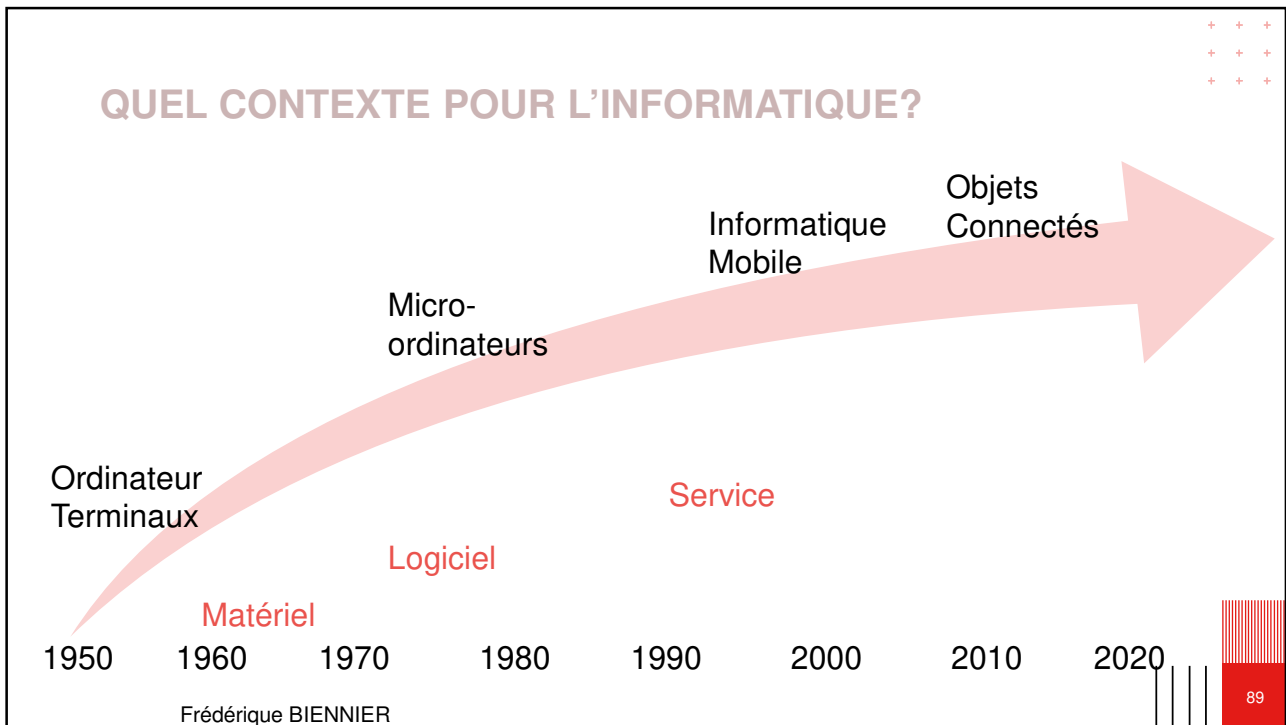 QUEL CONTEXTE POUR L'INFORMATIQUE?
Objets
Connectés
Informatique
Mobile
Micro-
ordinateurs
Ordinateur
Terminaux
Service
Logiciel
Matériel
1950 1960 1970 1980 1990 2000 2010 2020
Frédérique BIENNIER
89